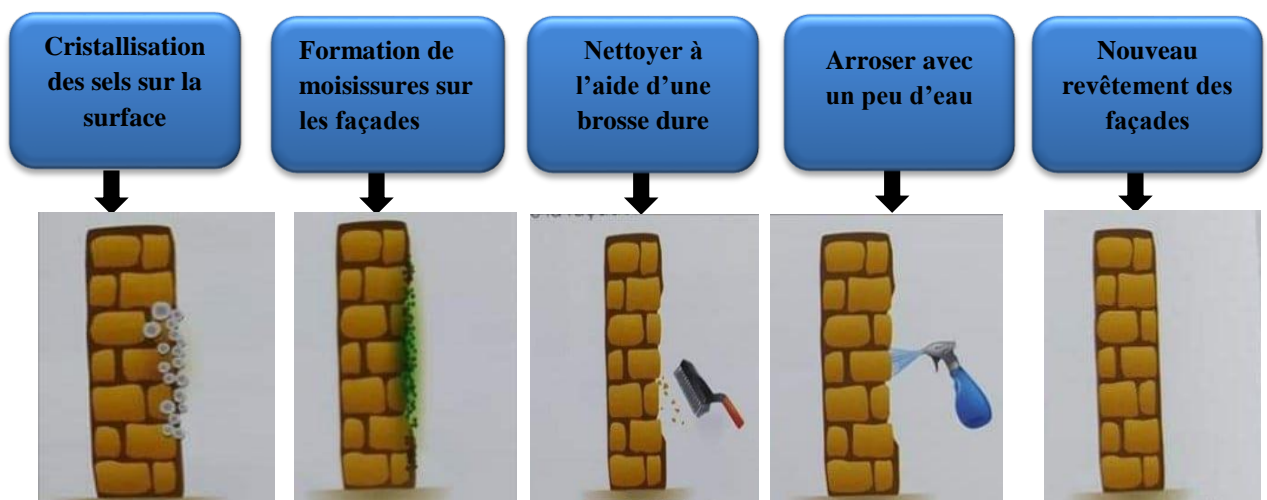 Cristallisation
des sels sur la
surface
Formation de
moisissures sur
les façades
Nettoyer à
l’aide d’une
brosse dure
Arroser avec
un peu d’eau
Nouveau
revêtement des
façades